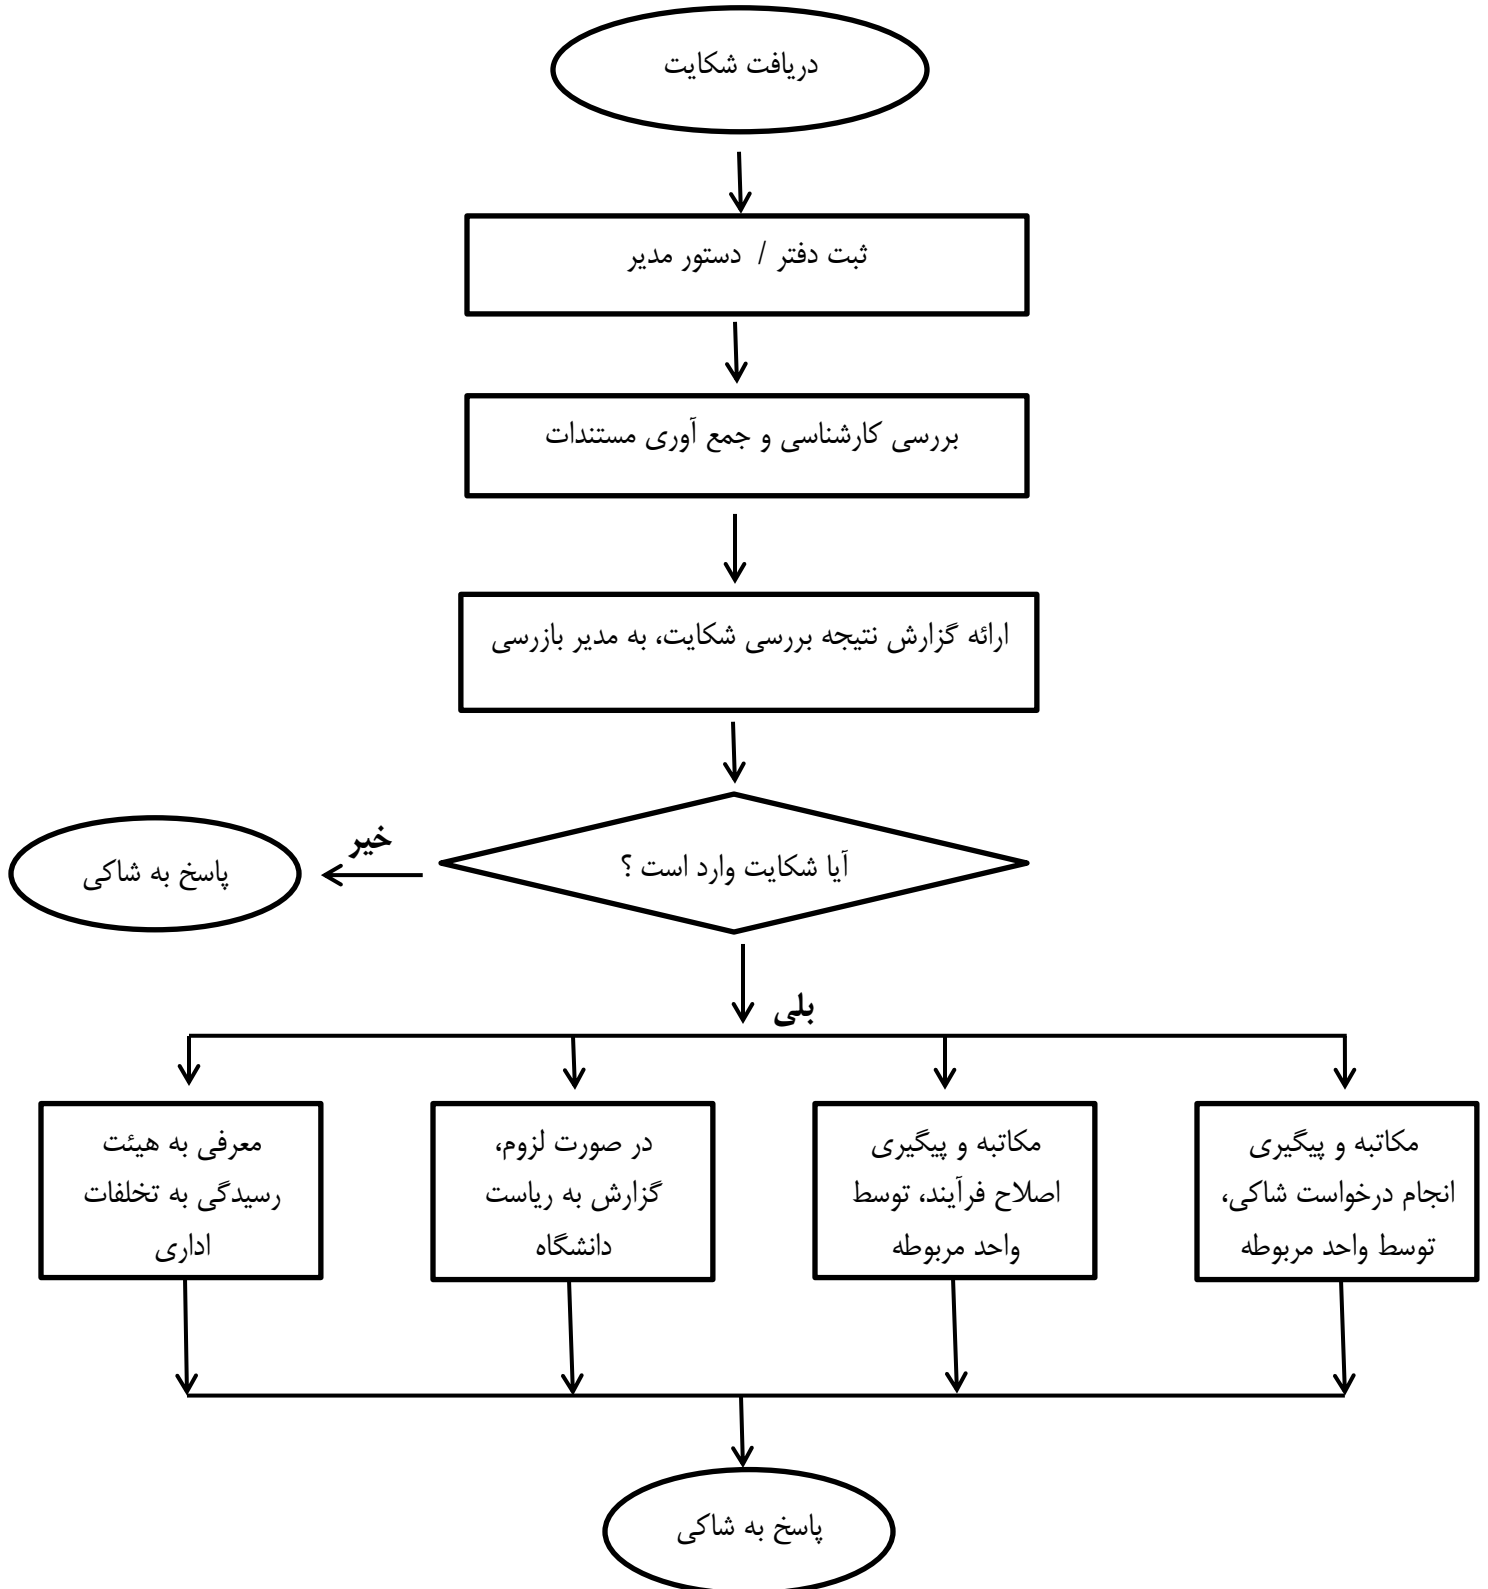 دریافت شکایت
ثبت دفتر / دستور مدیر
بررسی کارشناسی و جمع آوری مستندات
ارائه گزارش نتیجه بررسی شکایت، به مدیر بازرسی
آیا شکایت وارد است ؟
خیر
پاسخ به شاکی
بلی
مکاتبه و پیگیری
انجام درخواست شاکی،
توسط واحد مربوطه
مکاتبه و پیگیری
اصلاح فرآیند، توسط
واحد مربوطه
در صورت لزوم،
گزارش به ریاست
دانشگاه
معرفی به هیئت
رسیدگی به تخلفات
اداری
پاسخ به شاکی